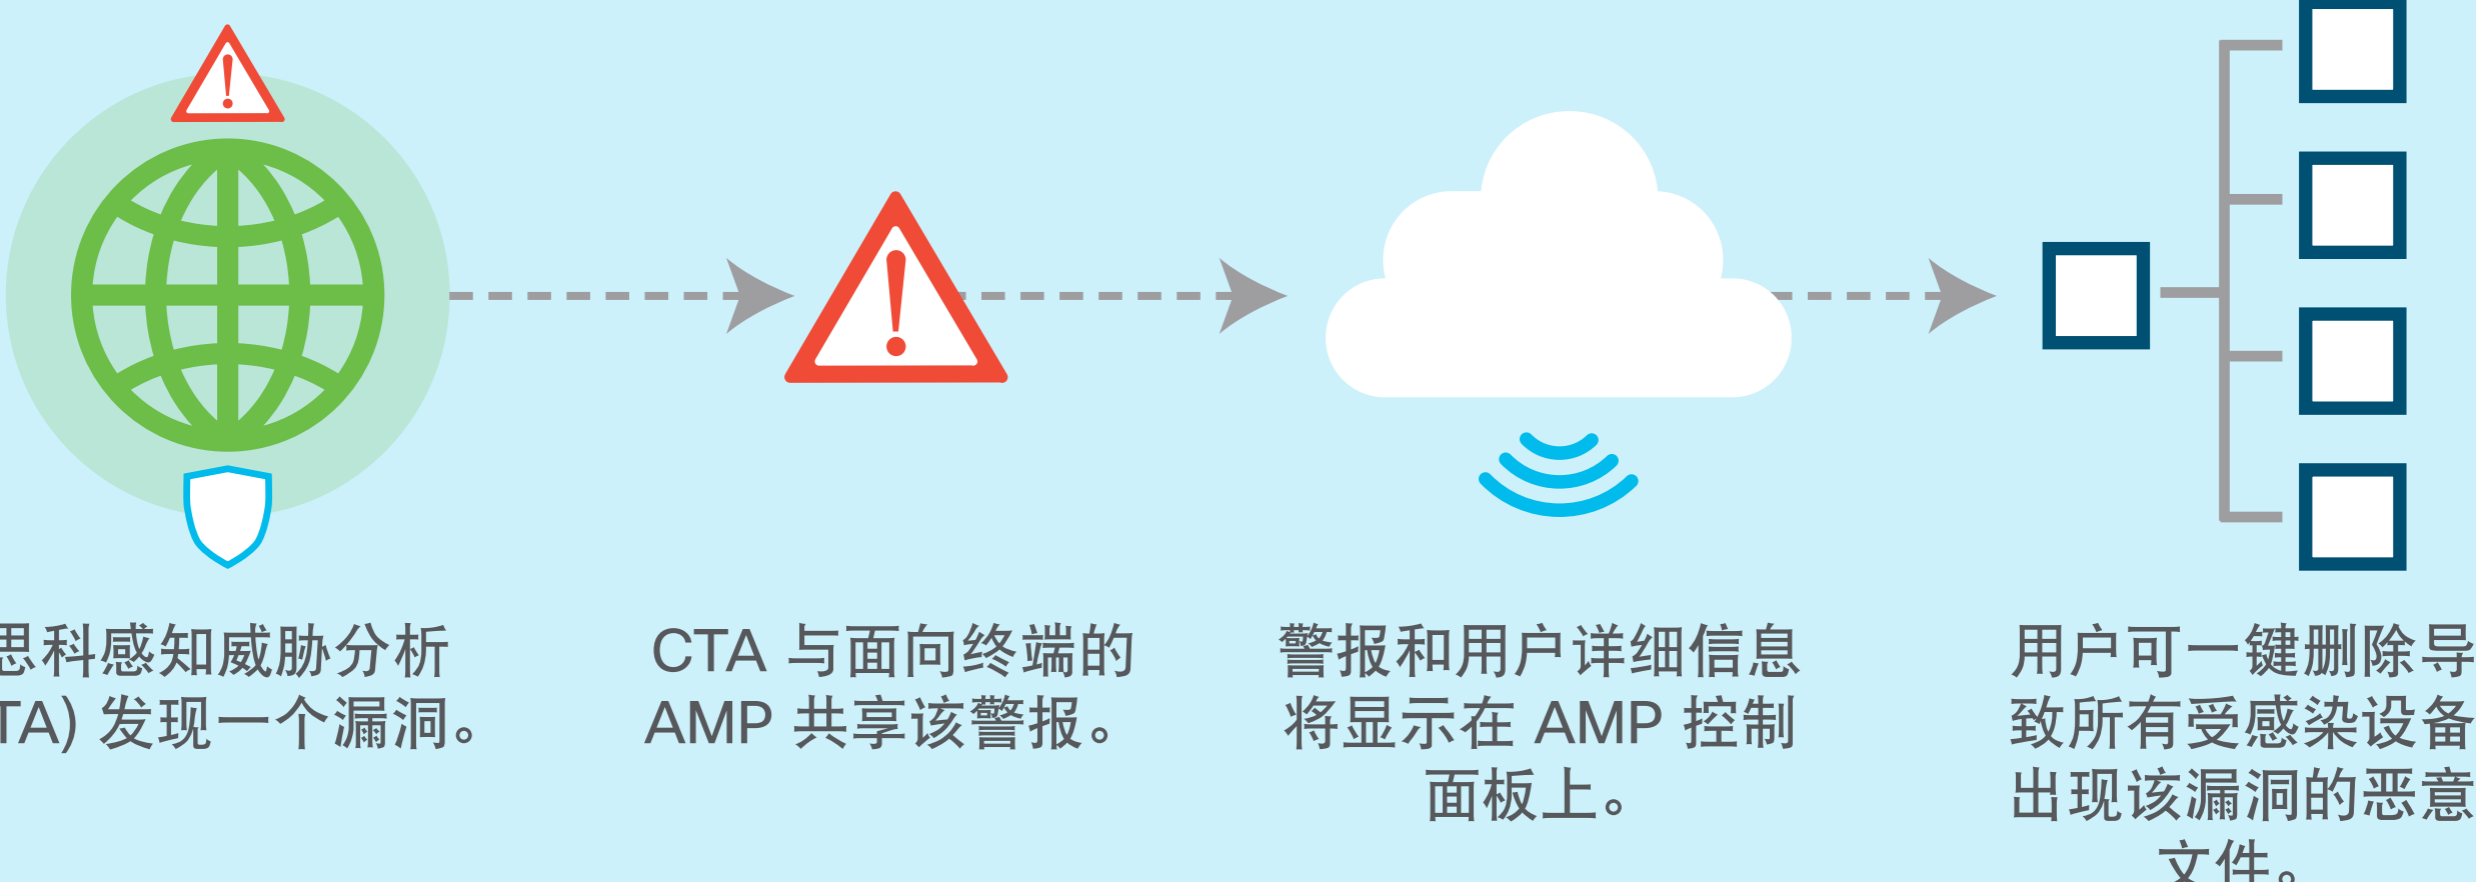 思科感知威胁分析
TA) 发现一个漏洞。
CTA 与面向终端的
AMP 共享该警报。
警报和用户详细信息
将显示在 AMP 控制
面板上。
用户可一键删除导
致所有受感染设备
出现该漏洞的恶意
文件。